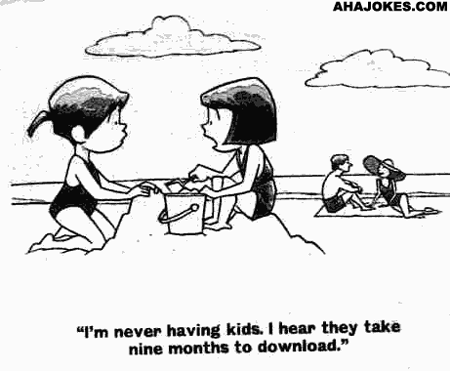 AHAJOKES.COM
"I'm never having kids. I hear they take
nine months to download."